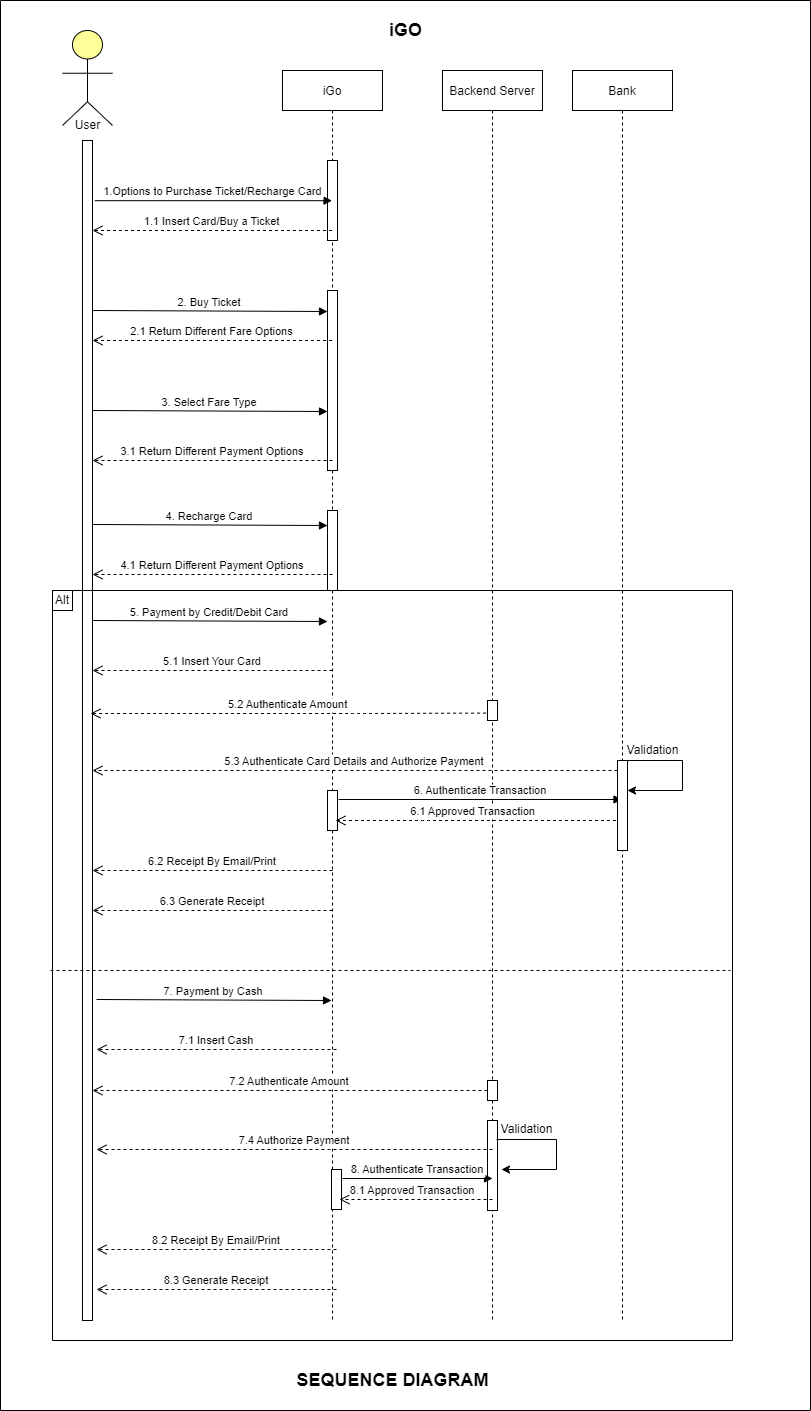 iGO
User
iGo
Backend Server
Bank
1.Options to Purchase Ticket/Recharge Card
1.1 Insert Card/Buy a Ticket
2. Buy Ticket
2.1 Return Different Fare Options
3. Select Fare Type
3.1 Return Different Payment Options
4. Recharge Card
4.1 Return Different Payment Options
Alt
5. Payment by Credit/Debit Card
5.1 Insert Your Card
5.2 Authenticate Amount
Validation
5.3 Authenticate Card Details and Authorize Payment
6. Authenticate Transaction
6.1 Approved Transaction
6.2 Receipt By Email/Print
6.3 Generate Receipt
7. Payment by Cash
7.1 Insert Cash
7.2 Authenticate Amount
Validation
7.4 Authorize Payment
8. Authenticate Transaction
8.1 Approved Transaction
8.2 Receipt By Email/Print
8.3 Generate Receipt
SEQUENCE DIAGRAM